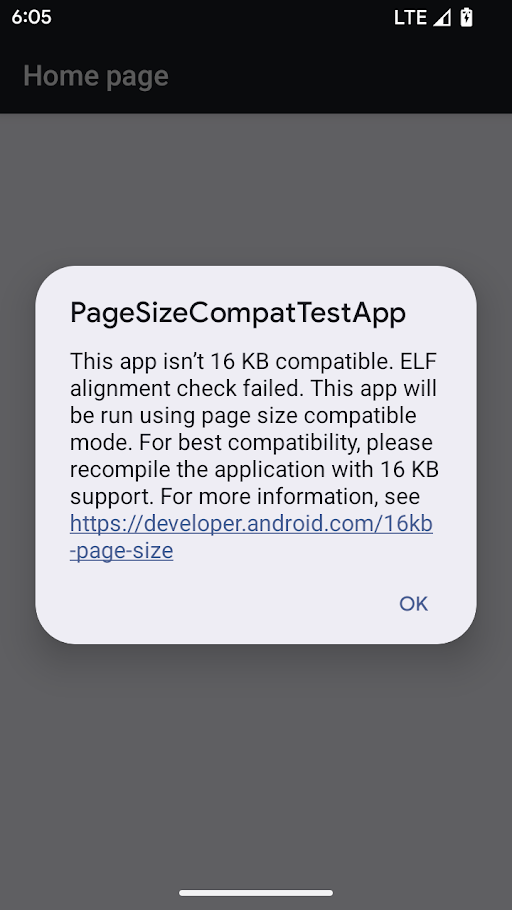 6:05 LTE
Home page
PageSizeCompatTestApp
This app isn’t 16 KB compatible. ELF
alignment check failed. This app will
be run using page size compatible
mode. For best compatibility, please
recompile the application with 16 KB
support. For more information, see
https://developer.android.com/16kb
-page-size
OK